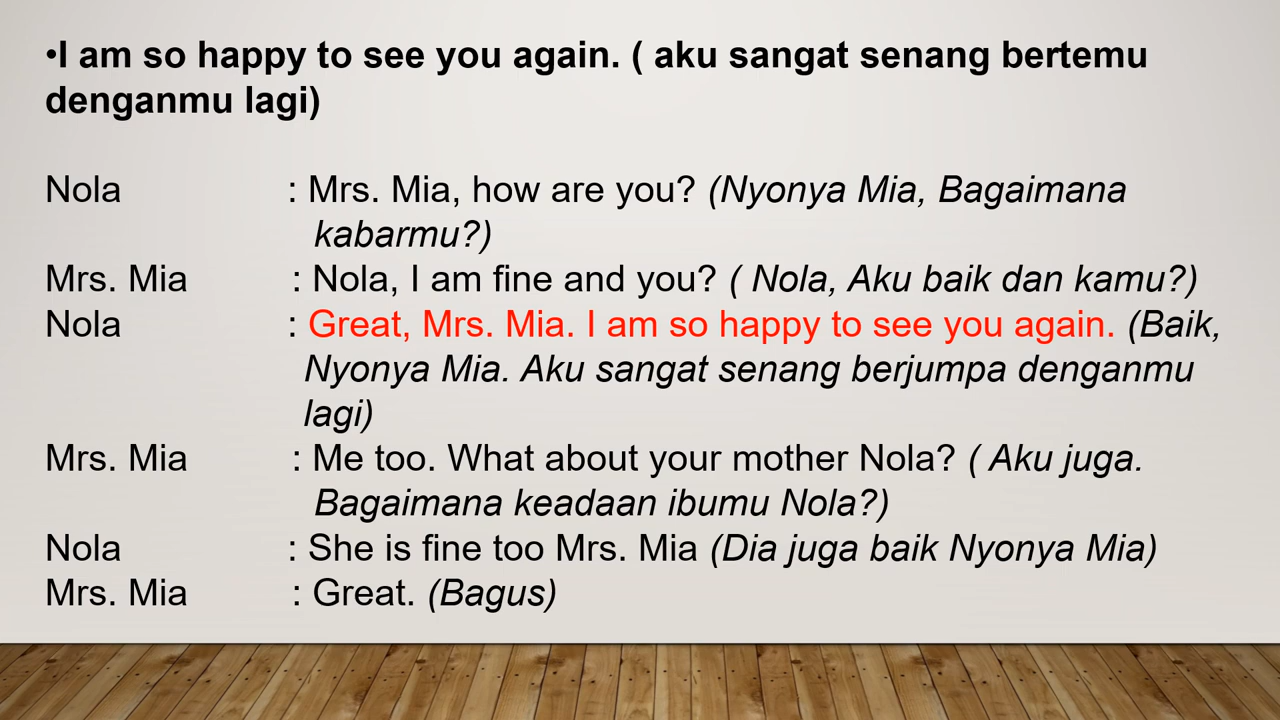 •I am so happy to see you again. ( aku sangat senang bertemu
denganmu lagi)
Nola : Mrs. Mia, how are you? (Nyonya Mia, Bagaimana
kabarmu?)
Mrs. Mia : Nola, I am fine and you? ( Nola, Aku baik dan kamu?)
Nola : Great, Mrs. Mia. I am so happy to see you again. (Baik,
Nyonya Mia. Aku sangat senang berjumpa denganmu
lagi)
Mrs. Mia : Me too. What about your mother Nola? ( Aku juga.
Bagaimana keadaan ibumu Nola?)
Nola : She is fine too Mrs. Mia (Dia juga baik Nyonya Mia)
Mrs. Mia : Great. (Bagus)